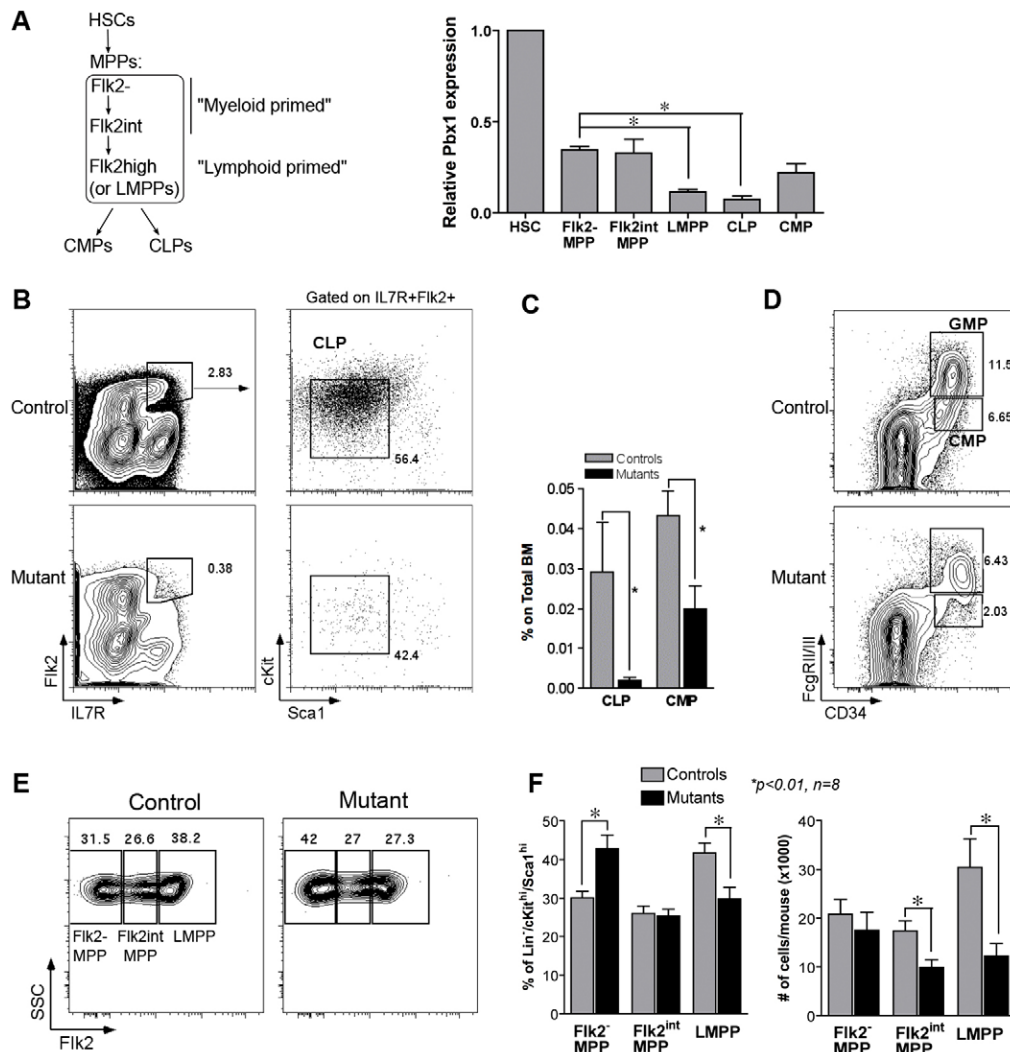 A
HSCs
MPPs:
Flk2-
Flk2int
Flk2high
(or LMPPs)
"Myeloid primed"
"Lymphoid primed"
CMPs CLPs
Relative Pbx1 expression
1.0
0.5
0.0
*
*
HSC Flk2- MPP Flk2int MPP LMPP CLP CMP
B
Gated on IL7R+Flk2+
Control
2.83
CLP
56.4
Mutant
0.38
42.4
Flk2
IL7R
cKit
Sca1
C
Controls
Mutants
% on Total BM
0.05
0.04
0.03
0.02
0.01
0.00
*
*
CLP CMP
D
Control
GMP
11.5
6.65
CMP
Mutant
6.43
2.03
FcgRII/III
CD34
E
Control Mutant
31.5 26.6 38.2
42 27 27.3
Flk2- MPP Flk2int MPP LMPP
SSC
Flk2
F
Controls
Mutants
*p<0.01, n=8
% of Lin-/cKithi/Sca1hi
50
40
30
20
10
0
*
*
Flk2- MPP Flk2int MPP LMPP
# of cells/mouse (x1000)
40
30
20
10
0
*
*
Flk2- MPP Flk2int MPP LMPP